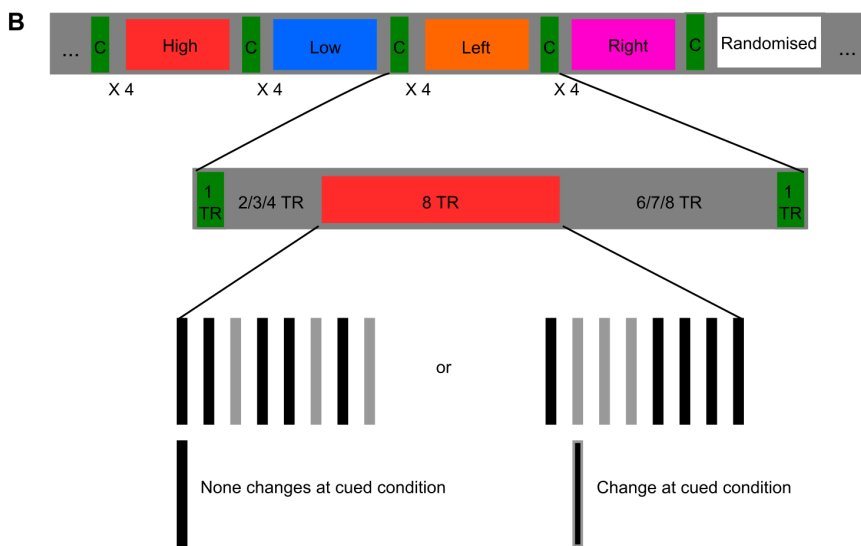 B
... C High C Low C Left C Right C Randomised ...
X 4 X 4 X 4 X 4
1 TR 2/3/4 TR 8 TR 6/7/8 TR 1 TR
or
None changes at cued condition Change at cued condition